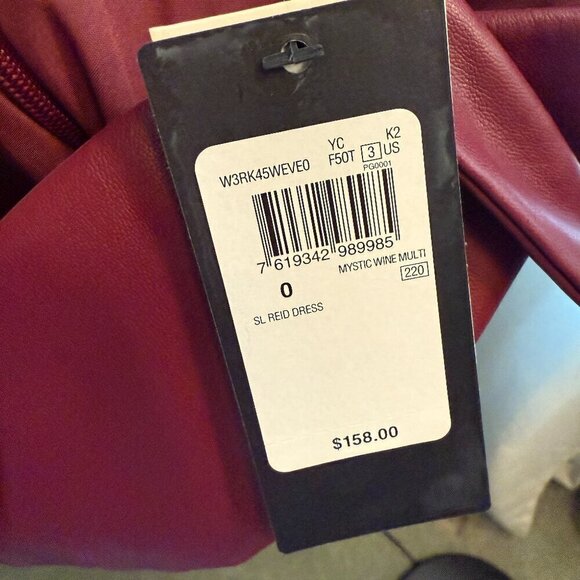 W3RK45WEVE0 YC K2
F50T 3 US
PG0001
7 619342 989985
MYSTIC WINE MULTI
0 220
SL REID DRESS
$158.00